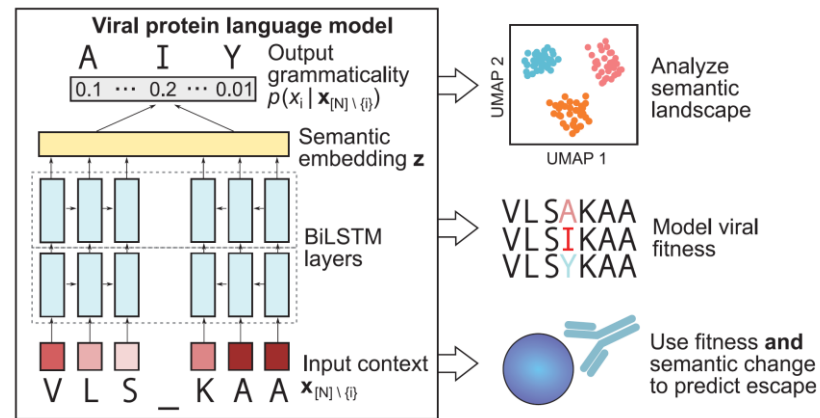 Viral protein language model
A I Y
Output
grammaticality
p(xᵢ | x[N] \ {i})
0.1 ··· 0.2 ··· 0.01
Semantic
embedding z
BiLSTM
layers
Input context
x[N] \ {i}
V L S _ K A A
UMAP 2
UMAP 1
Analyze
semantic
landscape
VLSAKAA
VLSIKAA
VLSYKAA
Model viral
fitness
Use fitness and
semantic change
to predict escape